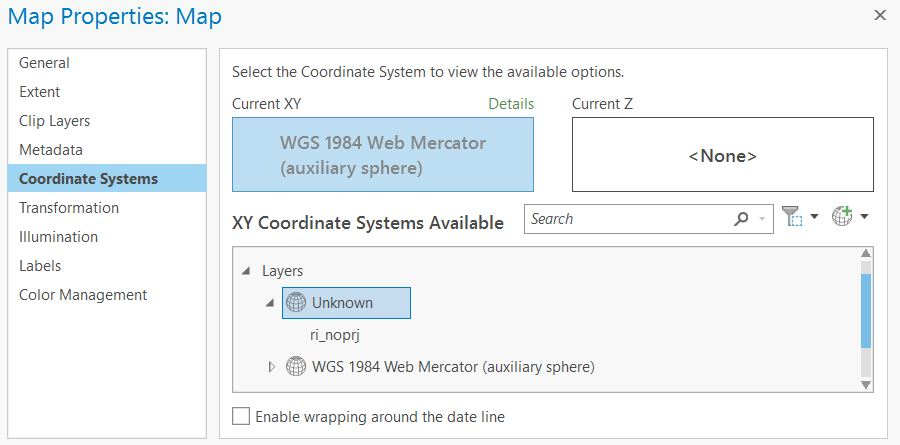 Map Properties: Map
General
Extent
Clip Layers
Metadata
Coordinate Systems
Transformation
Illumination
Labels
Color Management
Select the Coordinate System to view the available options.
Current XY
Details
Current Z
WGS 1984 Web Mercator
(auxiliary sphere)
<None>
XY Coordinate Systems Available
Search
Layers
Unknown
ri_noprj
WGS 1984 Web Mercator (auxiliary sphere)
Enable wrapping around the date line